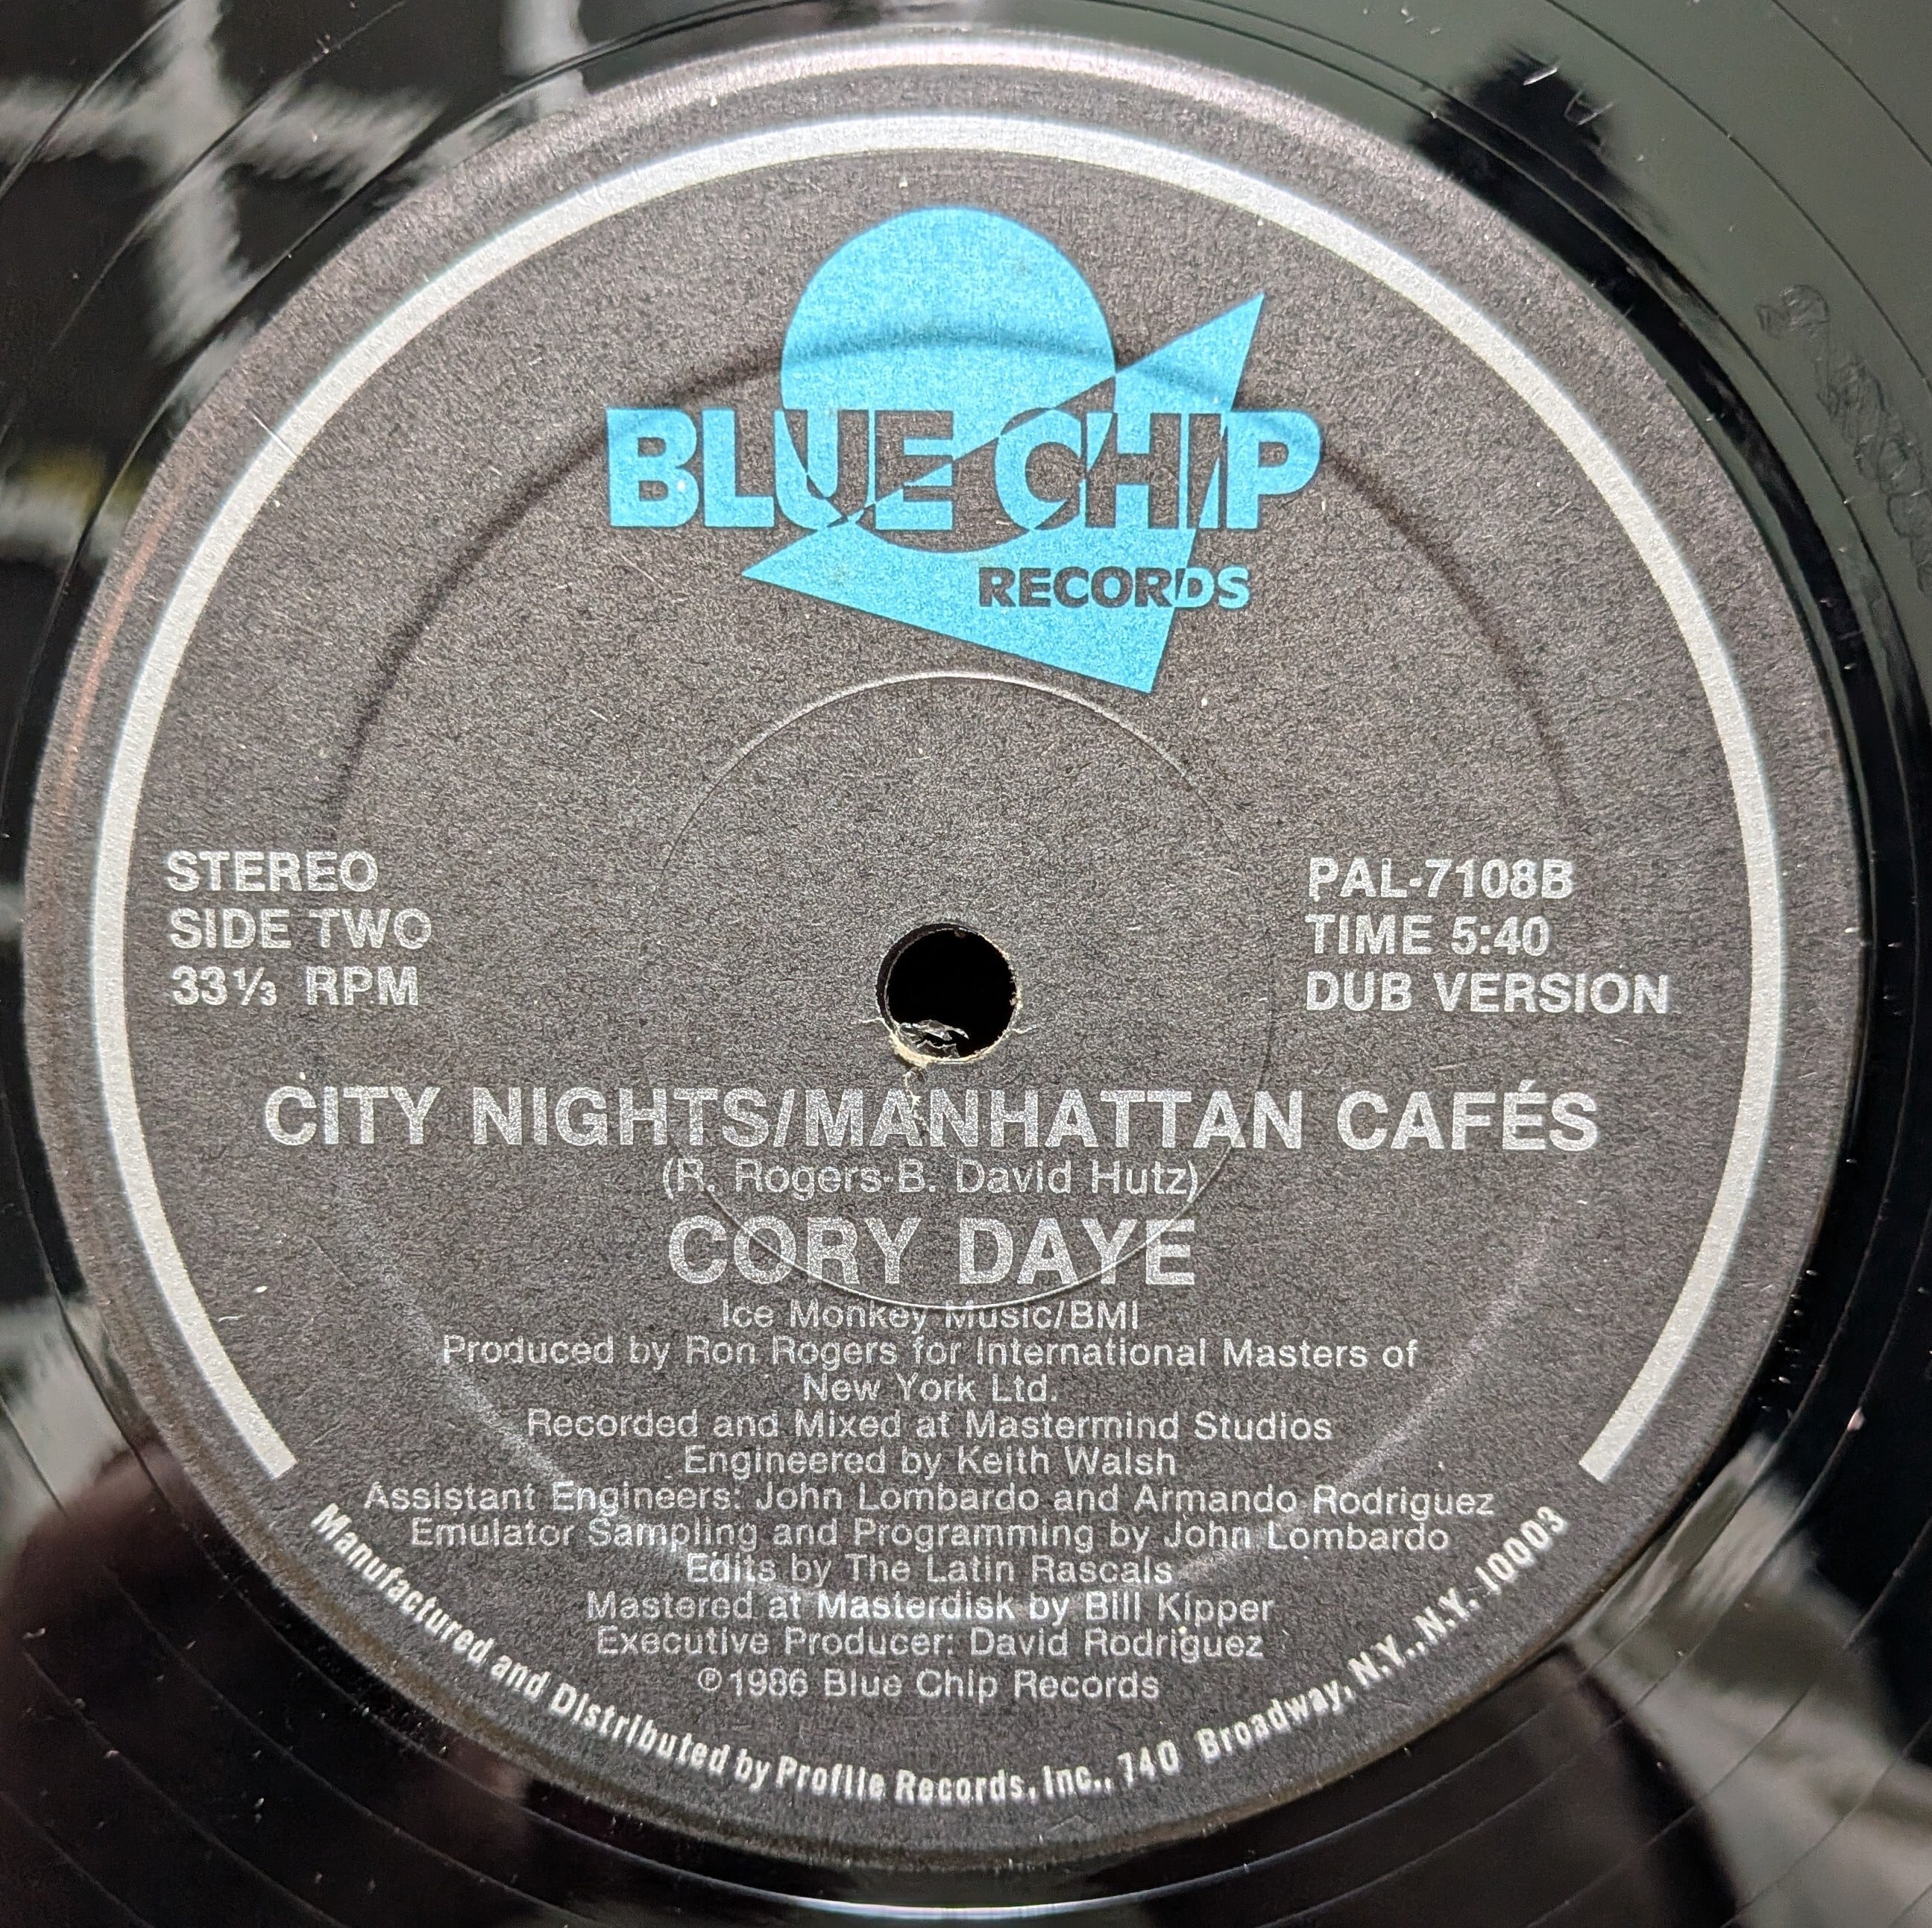 BLUE CHIP
RECORDS
STEREO
SIDE TWO
33⅓ RPM
PAL-7108B
TIME 5:40
DUB VERSION
CITY NIGHTS/MANHATTAN CAFÉS
(R. Rogers-B. David Hutz)
CORY DAYE
Ice Monkey Music/BMI
Produced by Ron Rogers for International Masters of
New York Ltd.
Recorded and Mixed at Mastermind Studios
Engineered by Keith Walsh
Assistant Engineers: John Lombardo and Armando Rodriguez
Emulator Sampling and Programming by John Lombardo
Edits by The Latin Rascals
Mastered at Masterdisk by Bill Kipper
Executive Producer: David Rodriguez
℗1986 Blue Chip Records
Manufactured and Distributed by Profile Records, Inc., 740 Broadway, N.Y., N.Y. 10003